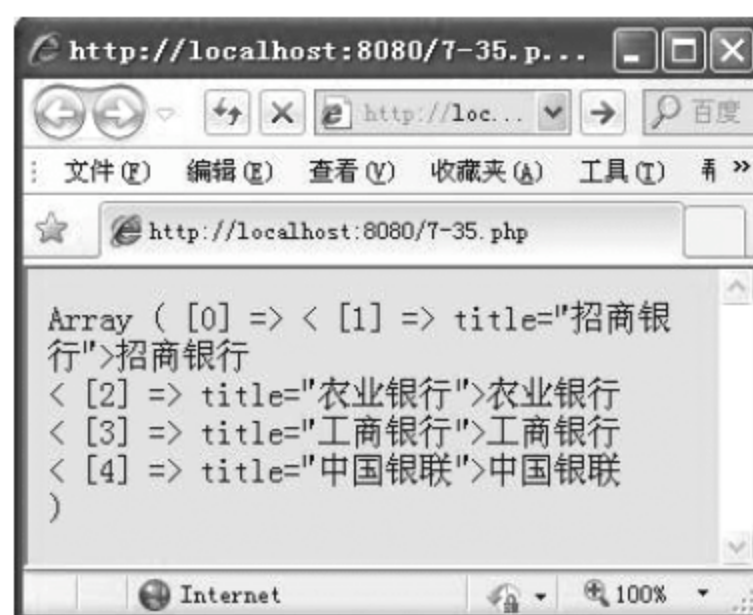 http://localhost:8080/7-35.p...
http://loc...
百度
文件(F) 编辑(E) 查看(V) 收藏夹(A) 工具(T) »
http://localhost:8080/7-35.php
Array ( [0] => < [1] => title="招商银
行">招商银行
< [2] => title="农业银行">农业银行
< [3] => title="工商银行">工商银行
< [4] => title="中国银联">中国银联
)
Internet 100%